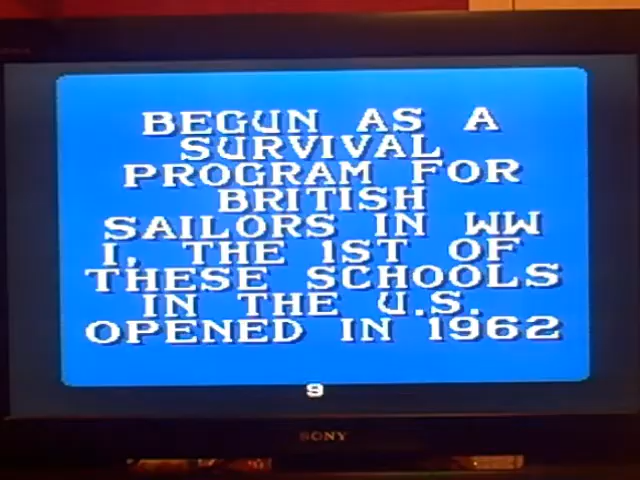 BEGUN AS A
SURVIVAL
PROGRAM FOR
BRITISH
SAILORS IN WW
I, THE 1ST OF
THESE SCHOOLS
IN THE U.S.
OPENED IN 1962
9
SONY